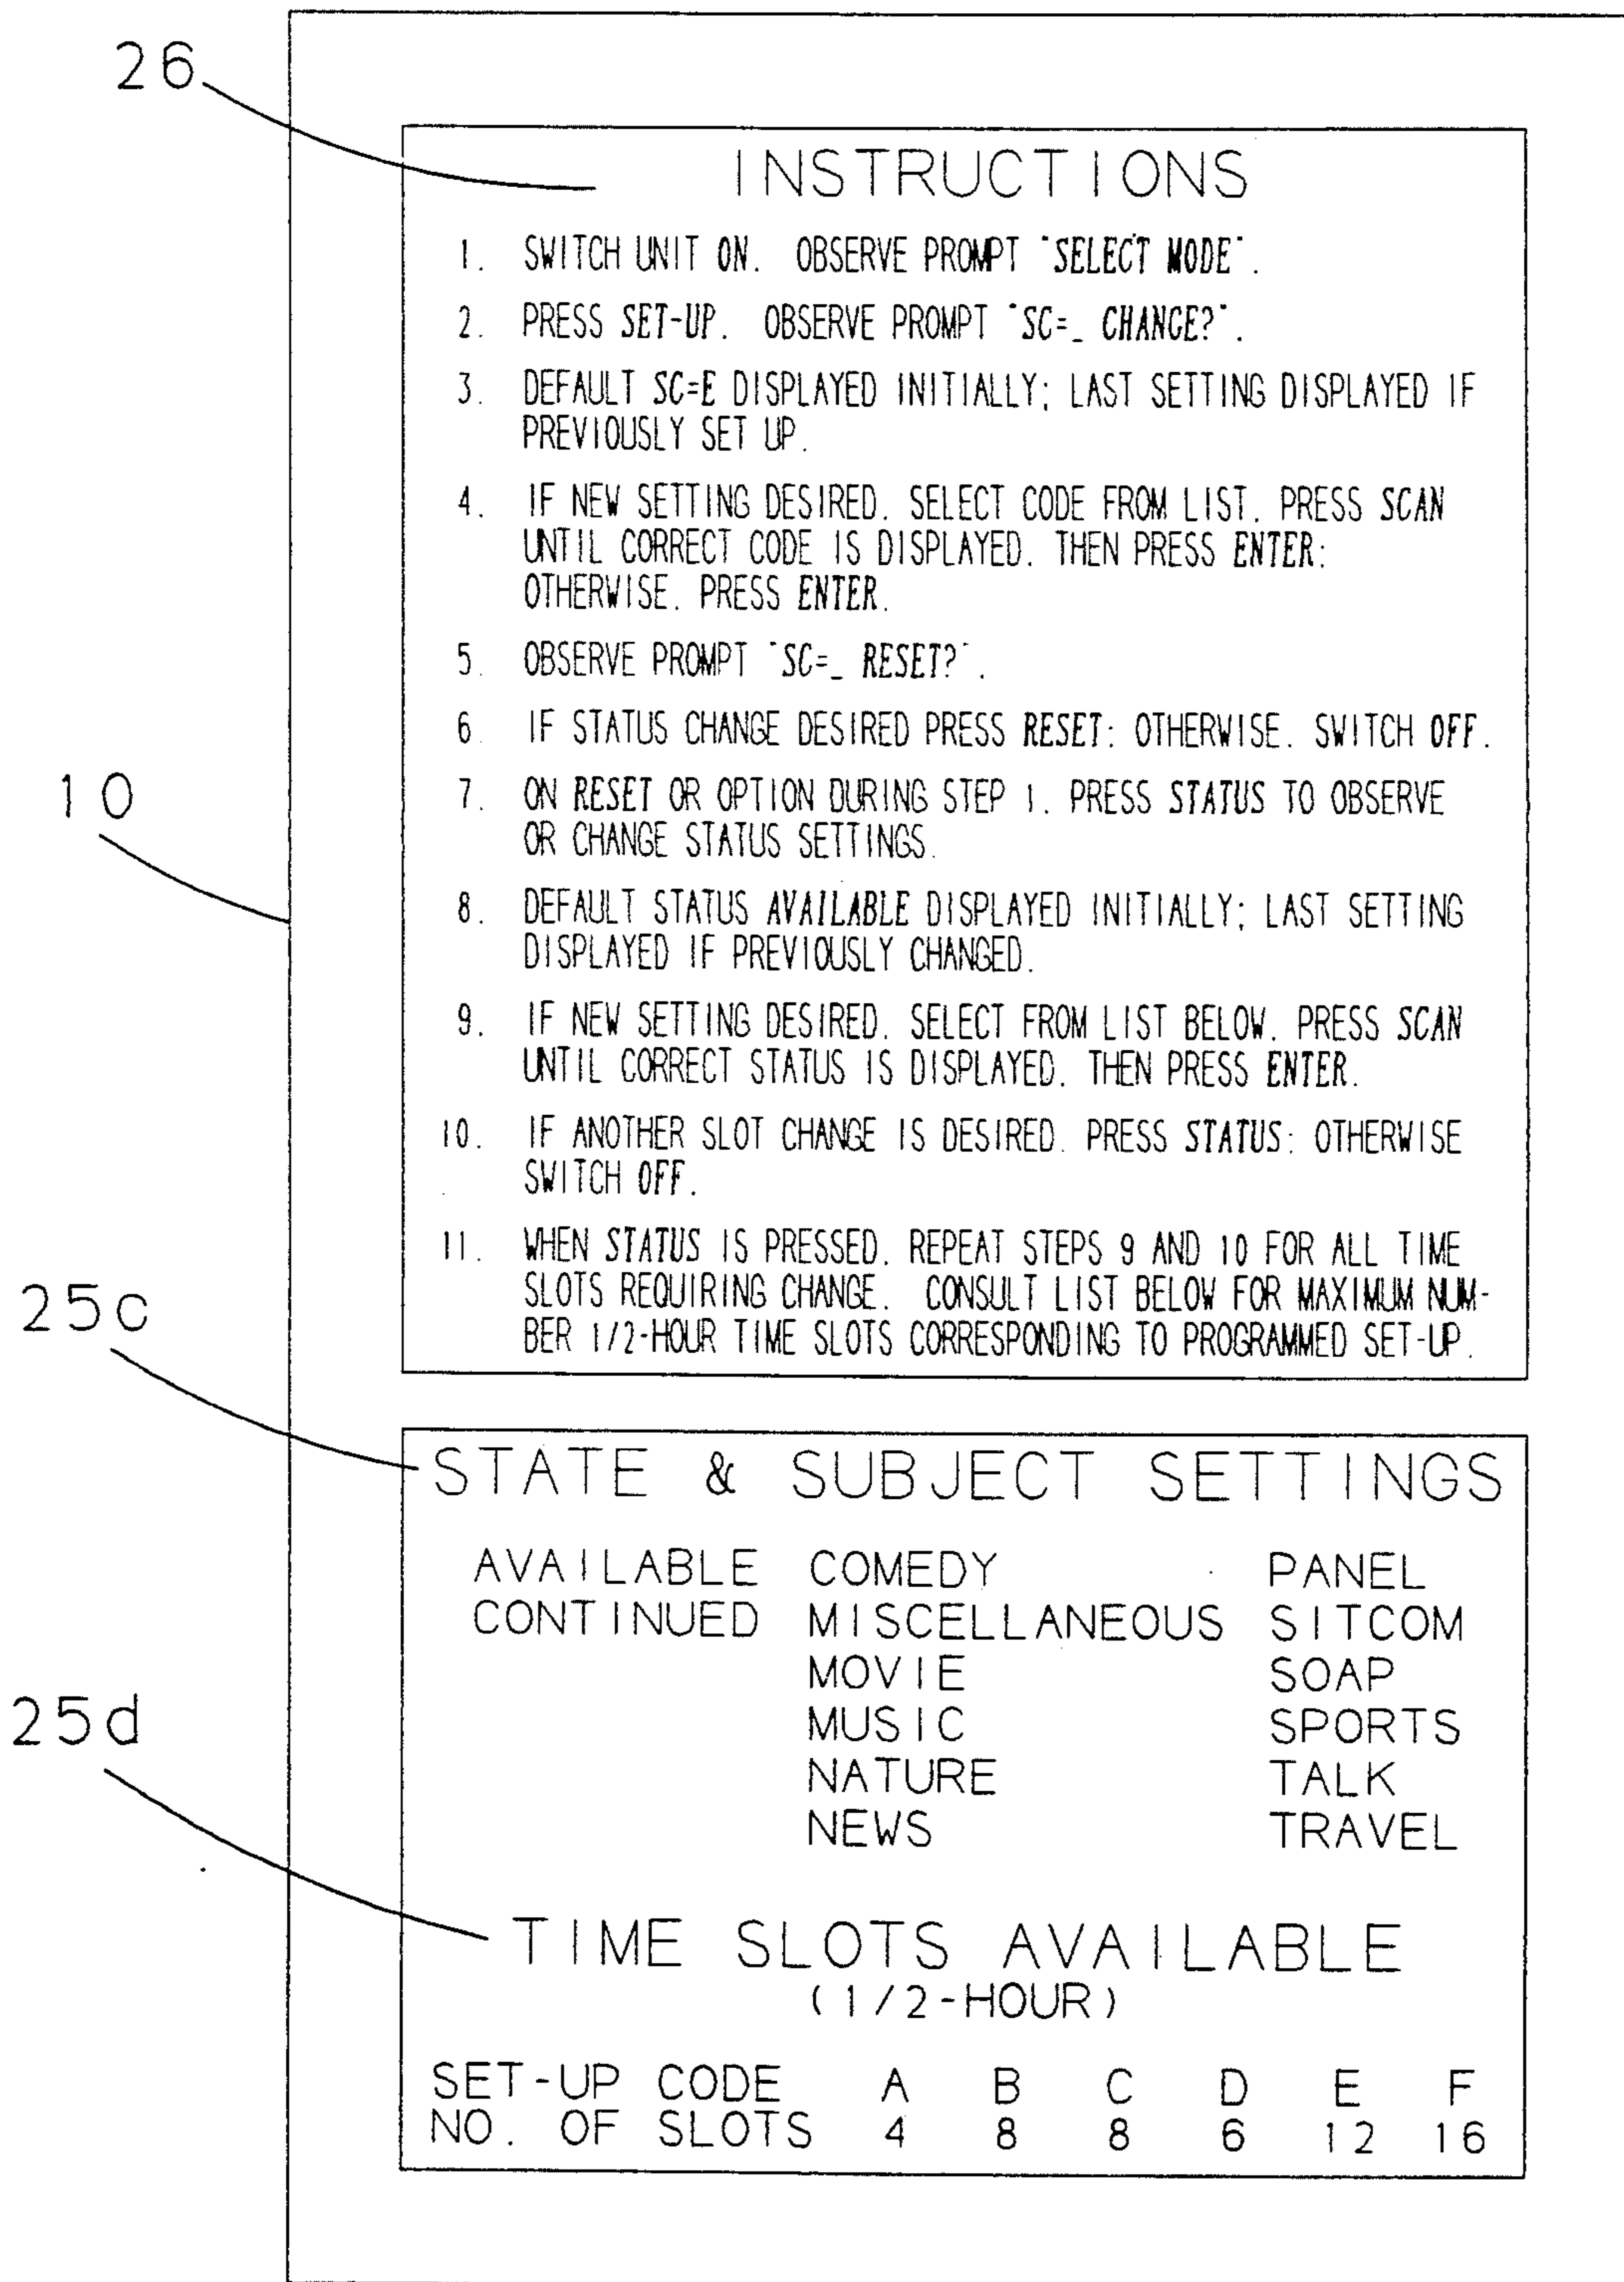 26
INSTRUCTIONS
1. SWITCH UNIT ON. OBSERVE PROMPT "SELECT MODE".
2. PRESS SET-UP. OBSERVE PROMPT "SC=_ CHANGE?".
3. DEFAULT SC=E DISPLAYED INITIALLY; LAST SETTING DISPLAYED IF
PREVIOUSLY SET UP.
4. IF NEW SETTING DESIRED. SELECT CODE FROM LIST. PRESS SCAN
UNTIL CORRECT CODE IS DISPLAYED. THEN PRESS ENTER:
OTHERWISE. PRESS ENTER.
5. OBSERVE PROMPT "SC=_ RESET?".
6. IF STATUS CHANGE DESIRED PRESS RESET: OTHERWISE. SWITCH OFF.
10
7. ON RESET OR OPTION DURING STEP 1. PRESS STATUS TO OBSERVE
OR CHANGE STATUS SETTINGS.
8. DEFAULT STATUS AVAILABLE DISPLAYED INITIALLY; LAST SETTING
DISPLAYED IF PREVIOUSLY CHANGED.
9. IF NEW SETTING DESIRED. SELECT FROM LIST BELOW. PRESS SCAN
UNTIL CORRECT STATUS IS DISPLAYED. THEN PRESS ENTER.
10. IF ANOTHER SLOT CHANGE IS DESIRED. PRESS STATUS: OTHERWISE
SWITCH OFF.
11. WHEN STATUS IS PRESSED. REPEAT STEPS 9 AND 10 FOR ALL TIME
SLOTS REQUIRING CHANGE. CONSULT LIST BELOW FOR MAXIMUM NUM-
BER 1/2-HOUR TIME SLOTS CORRESPONDING TO PROGRAMMED SET-UP.
25c
STATE & SUBJECT SETTINGS
AVAILABLE COMEDY PANEL
CONTINUED MISCELLANEOUS SITCOM
MOVIE SOAP
MUSIC SPORTS
NATURE TALK
NEWS TRAVEL
25d
TIME SLOTS AVAILABLE
(1/2-HOUR)
SET-UP CODE A B C D E F
NO. OF SLOTS 4 8 8 6 12 16